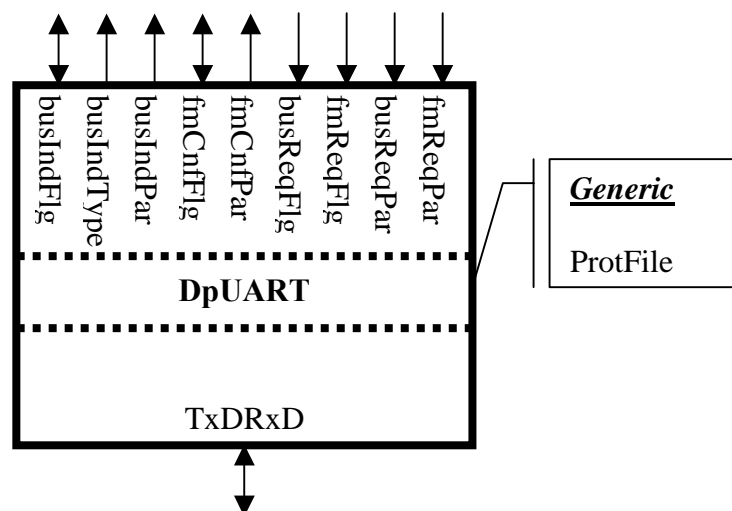 busIndFlg
busIndType
busIndPar
fmCnfFlg
fmCnfPar
busReqFlg
fmReqFlg
busReqPar
fmReqPar
DpUART
TxDRxD
Generic
ProtFile